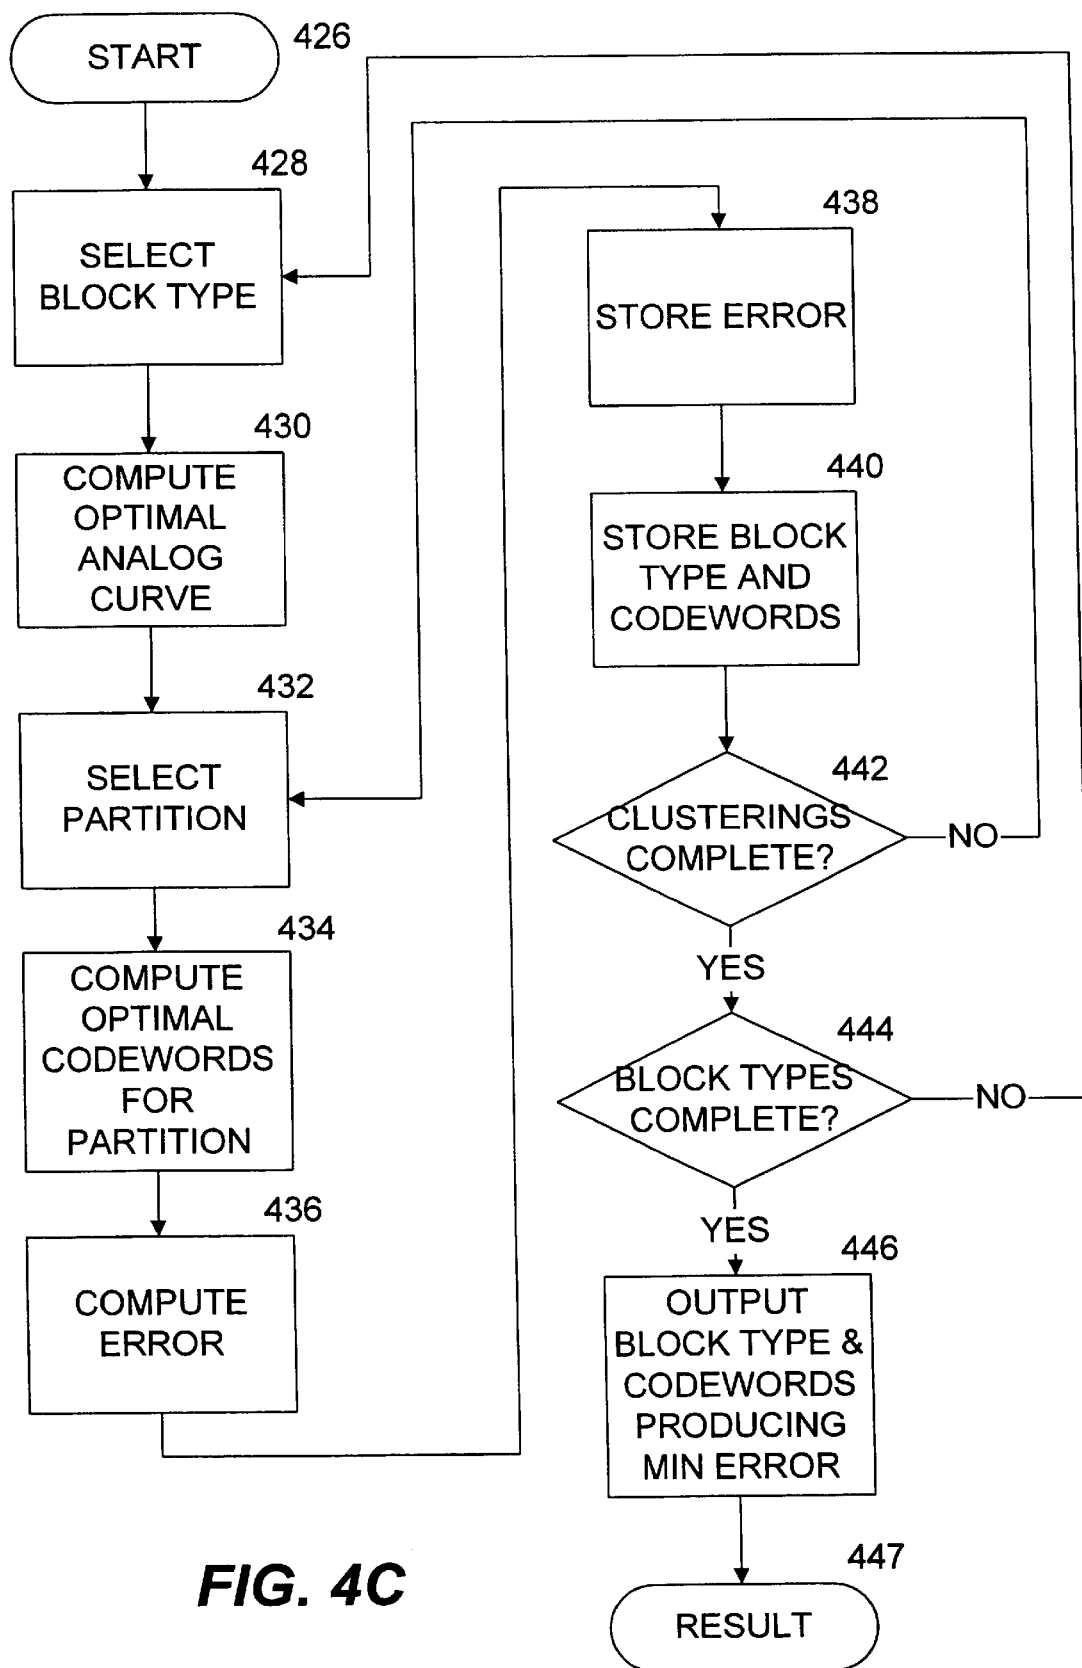 START
426
428
SELECT
BLOCK TYPE
430
COMPUTE
OPTIMAL
ANALOG
CURVE
432
SELECT
PARTITION
434
COMPUTE
OPTIMAL
CODEWORDS
FOR
PARTITION
436
COMPUTE
ERROR
438
STORE ERROR
440
STORE BLOCK
TYPE AND
CODEWORDS
442
CLUSTERINGS
COMPLETE?
NO
YES
444
BLOCK TYPES
COMPLETE?
NO
YES
446
OUTPUT
BLOCK TYPE &
CODEWORDS
PRODUCING
MIN ERROR
447
RESULT
FIG. 4C